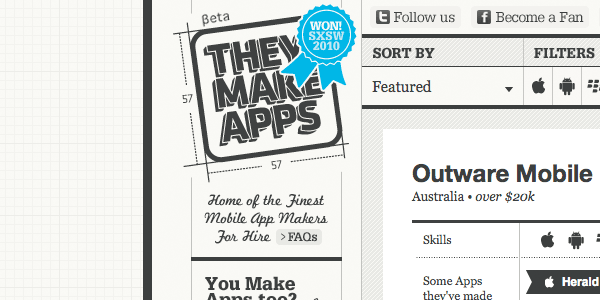 βeta
WON!
SXSW
2010
THEY
MAKE
APPS
57
57
Home of the Finest
Mobile App Makers
For Hire > FAQs
You Make
Apps too?
Follow us
Become a Fan
SORT BY
FILTERS
Featured
Outware Mobile
Australia • over $20k
Skills
Some Apps
they've made
Herald